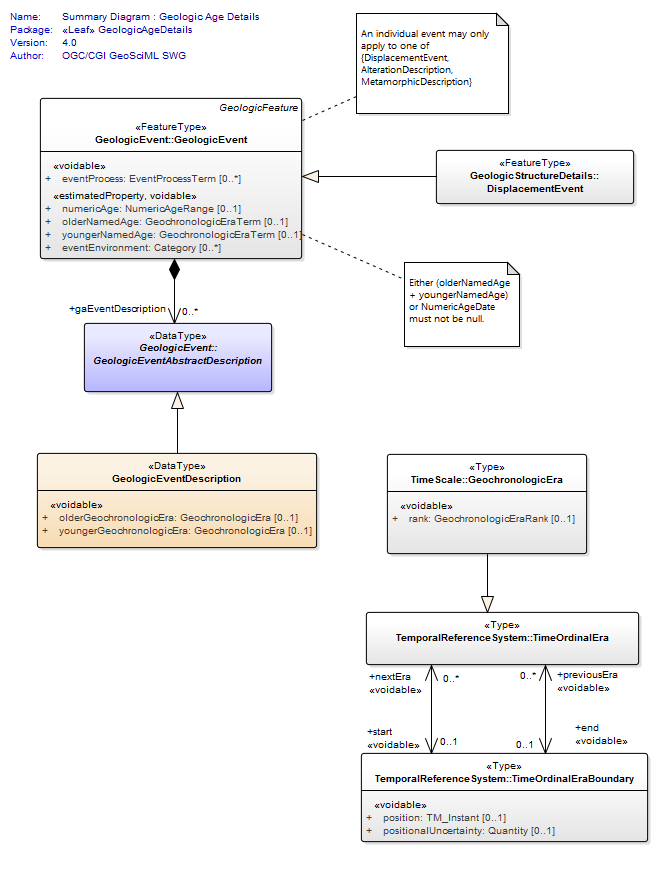 Name: Summary Diagram : Geologic Age Details
Package: «Leaf» GeologicAgeDetails
Version: 4.0
Author: OGC/CGI GeoSciML SWG
An individual event may only
apply to one of
{DisplacementEvent,
AlterationDescription,
MetamorphicDescription}
GeologicFeature
«FeatureType»
GeologicEvent::GeologicEvent
«voidable»
+ eventProcess: EventProcessTerm [0..*]
«estimatedProperty, voidable»
+ numericAge: NumericAgeRange [0..1]
+ olderNamedAge: GeochronologicEraTerm [0..1]
+ youngerNamedAge: GeochronologicEraTerm [0..1]
+ eventEnvironment: Category [0..*]
«FeatureType»
GeologicStructureDetails::
DisplacementEvent
Either (olderNamedAge
+ youngerNamedAge)
or NumericAgeDate
must not be null.
+gaEventDescription 0..*
«DataType»
GeologicEvent::
GeologicEventAbstractDescription
«DataType»
GeologicEventDescription
«voidable»
+ olderGeochronologicEra: GeochronologicEra [0..1]
+ youngerGeochronologicEra: GeochronologicEra [0..1]
«Type»
TimeScale::GeochronologicEra
«voidable»
+ rank: GeochronologicEraRank [0..1]
«Type»
TemporalReferenceSystem::TimeOrdinalEra
+nextEra 0..* 0..* +previousEra
«voidable» «voidable»
+start +end
«voidable» 0..1 0..1 «voidable»
«Type»
TemporalReferenceSystem::TimeOrdinalEraBoundary
«voidable»
+ position: TM_Instant [0..1]
+ positionalUncertainty: Quantity [0..1]